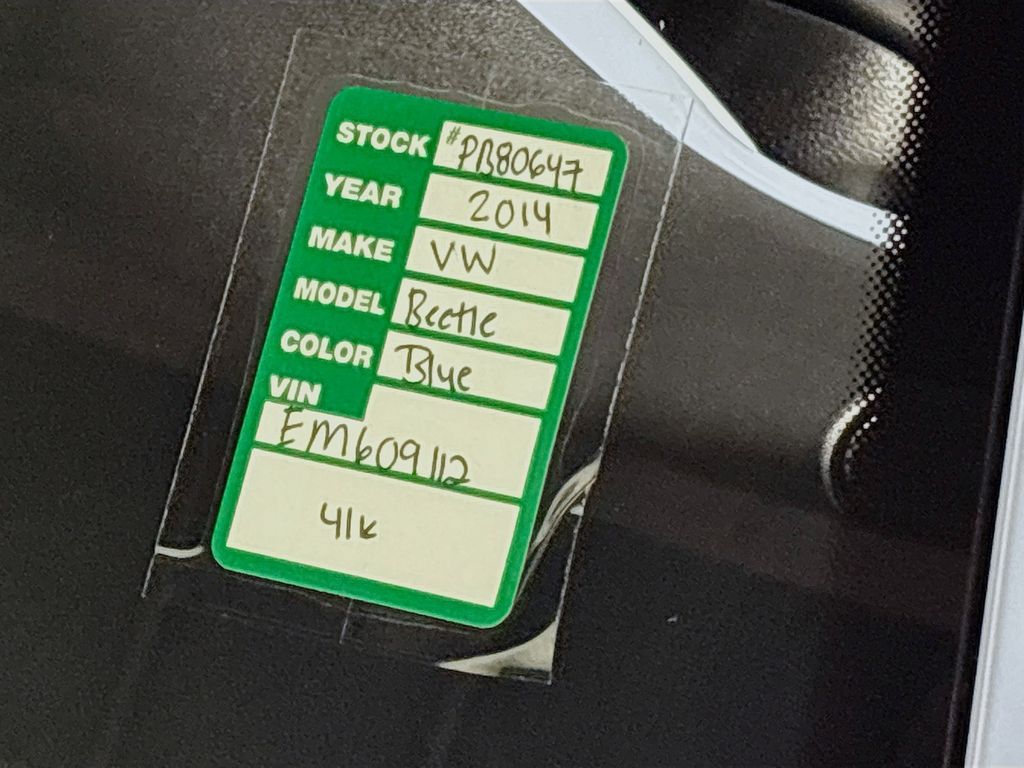 STOCK #PB80647
YEAR 2014
MAKE VW
MODEL Beetle
COLOR Blue
VIN
EM609112
41K